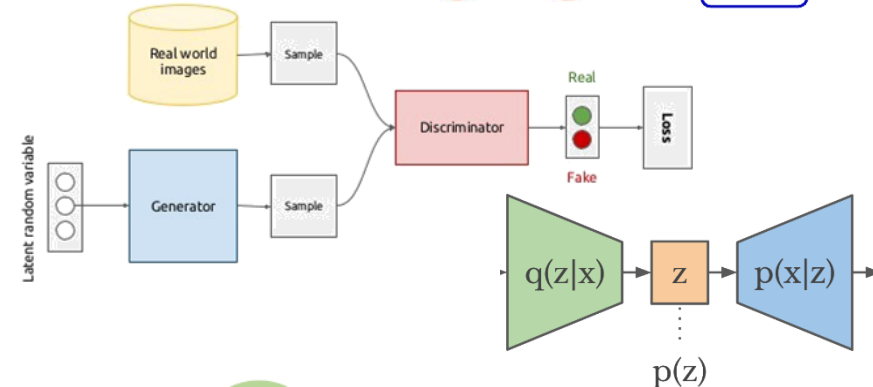 Real world
images
Sample
Real
Discriminator
Loss
Fake
Latent random variable
Generator
Sample
q(z|x)
z
p(x|z)
p(z)